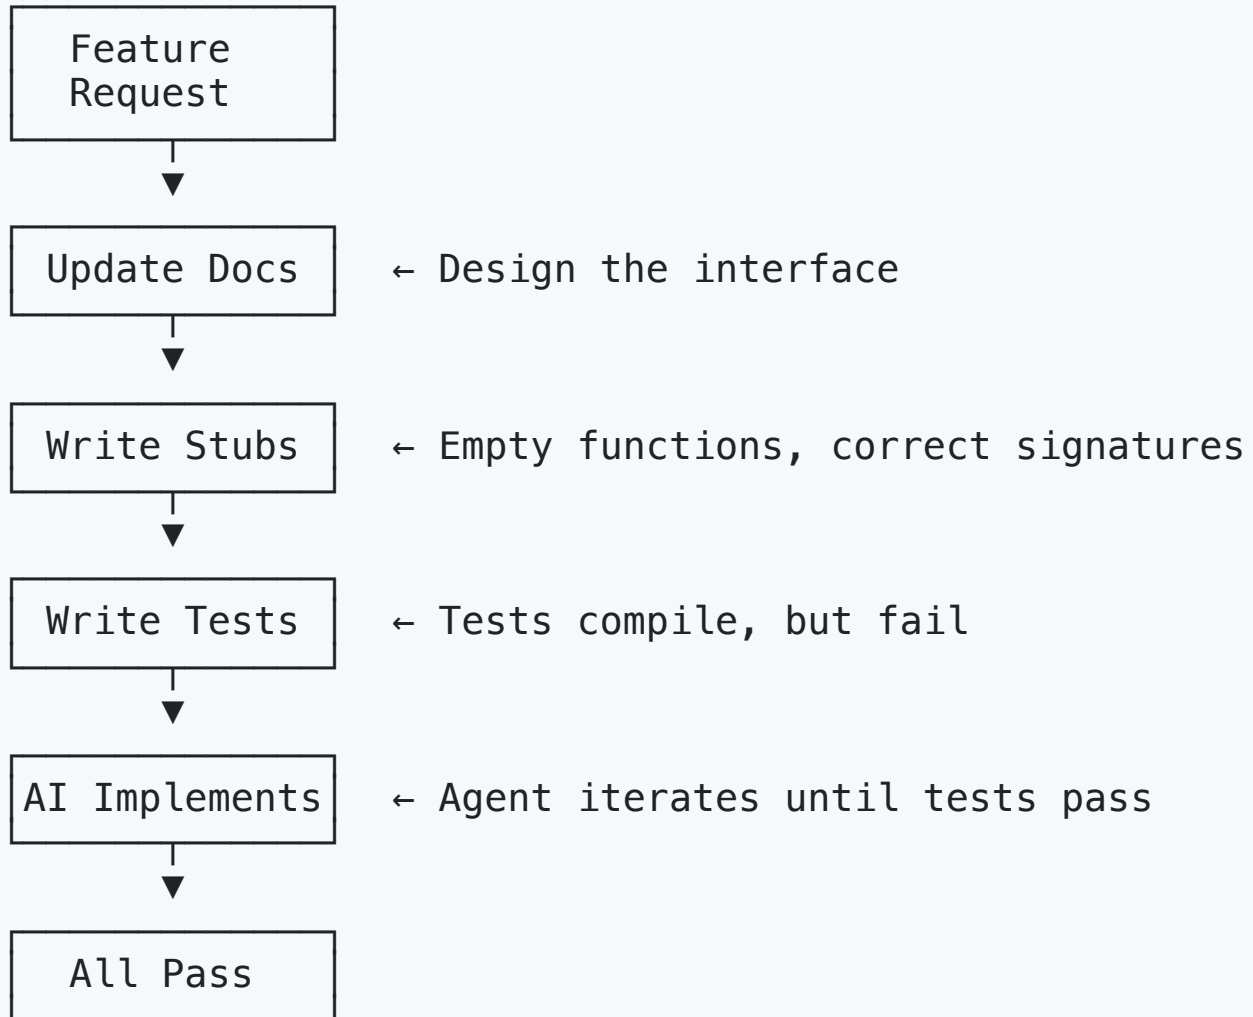 Feature
Request
Update Docs ← Design the interface
Write Stubs ← Empty functions, correct signatures
Write Tests ← Tests compile, but fail
AI Implements ← Agent iterates until tests pass
All Pass